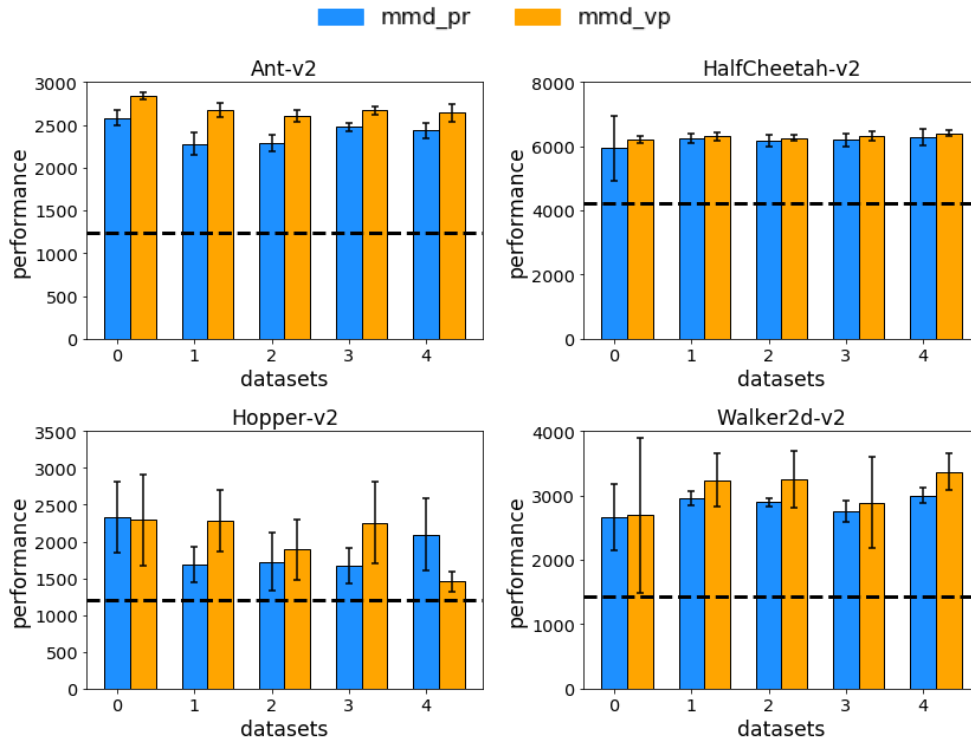 mmd_pr mmd_vp
Ant-v2
3000
2500
2000
1500
1000
500
0
performance
0 1 2 3 4
datasets
HalfCheetah-v2
8000
6000
4000
2000
0
performance
0 1 2 3 4
datasets
Hopper-v2
3500
3000
2500
2000
1500
1000
500
0
performance
0 1 2 3 4
datasets
Walker2d-v2
4000
3000
2000
1000
0
performance
0 1 2 3 4
datasets